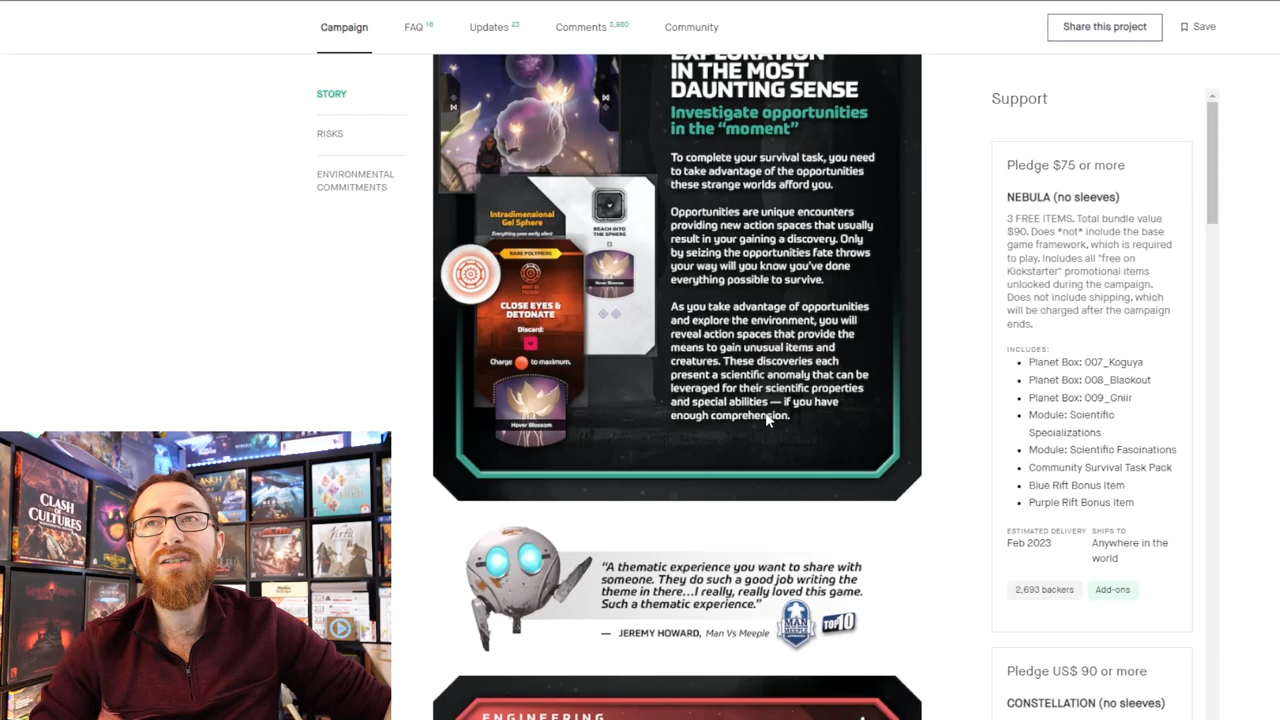 Campaign
FAQ 16
Updates 23
Comments 3,980
Community
Share this project
Save
STORY
RISKS
ENVIRONMENTAL
COMMITMENTS
EXPLORATION
IN THE MOST
DAUNTING SENSE
Investigate opportunities
in the “moment”
To complete your survival task, you need
to take advantage of the opportunities
these strange worlds afford you.
Opportunities are unique encounters
providing new action spaces that usually
result in your gaining a discovery. Only
by seizing the opportunities fate throws
your way will you know you’ve done
everything possible to survive.
As you take advantage of opportunities
and explore the environment, you will
reveal action spaces that provide the
means to gain unusual items and
creatures. These discoveries each
present a scientific anomaly that can be
leveraged for their scientific properties
and special abilities — if you have
enough comprehension.
Intradimensional
Gel Sphere
REACH INTO
THE SPHERE
Hover Blossom
RARE POLYMERS
CLOSE EYES &
DETONATE
Discard:
Charge to maximum.
Hover Blossom
“A thematic experience you want to share with
someone. They do such a good job writing the
theme in there...I really, really loved this game.
Such a thematic experience.”
— JEREMY HOWARD, Man Vs Meeple
MAN
MEEPLE
TOP10
ENGINEERING
Support
Pledge $75 or more
NEBULA (no sleeves)
3 FREE ITEMS. Total bundle value
$90. Does *not* include the base
game framework, which is required
to play. Includes all "free on
Kickstarter" promotional items
unlocked during the campaign.
Does not include shipping, which
will be charged after the campaign
ends.
INCLUDES:
Planet Box: 007_Koguya
Planet Box: 008_Blackout
Planet Box: 009_Gniir
Module: Scientific
Specializations
Module: Scientific Fascinations
Community Survival Task Pack
Blue Rift Bonus Item
Purple Rift Bonus Item
ESTIMATED DELIVERY
Feb 2023
SHIPS TO
Anywhere in the
world
2,693 backers
Add-ons
Pledge US$ 90 or more
CONSTELLATION (no sleeves)
CLASH
OF
CULTURES
ANKH